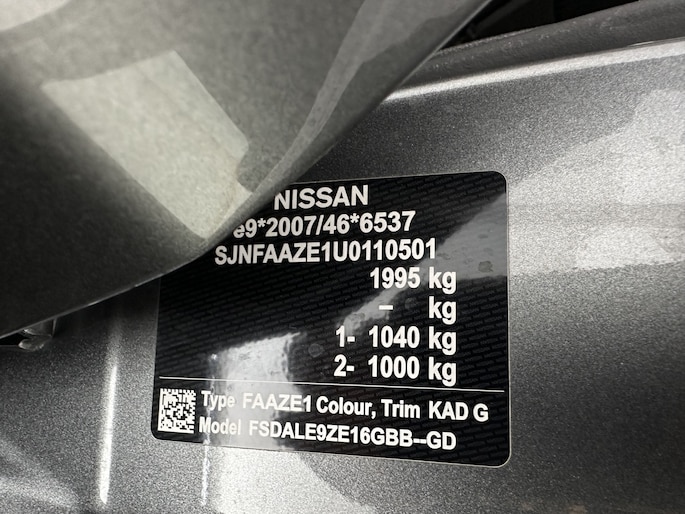 NISSAN
e9*2007/46*6537
SJNFAAZE1U0110501
1995 kg
– kg
1- 1040 kg
2- 1000 kg
Type FAAZE1 Colour, Trim KAD G
Model FSDALE9ZE16GBB--GD